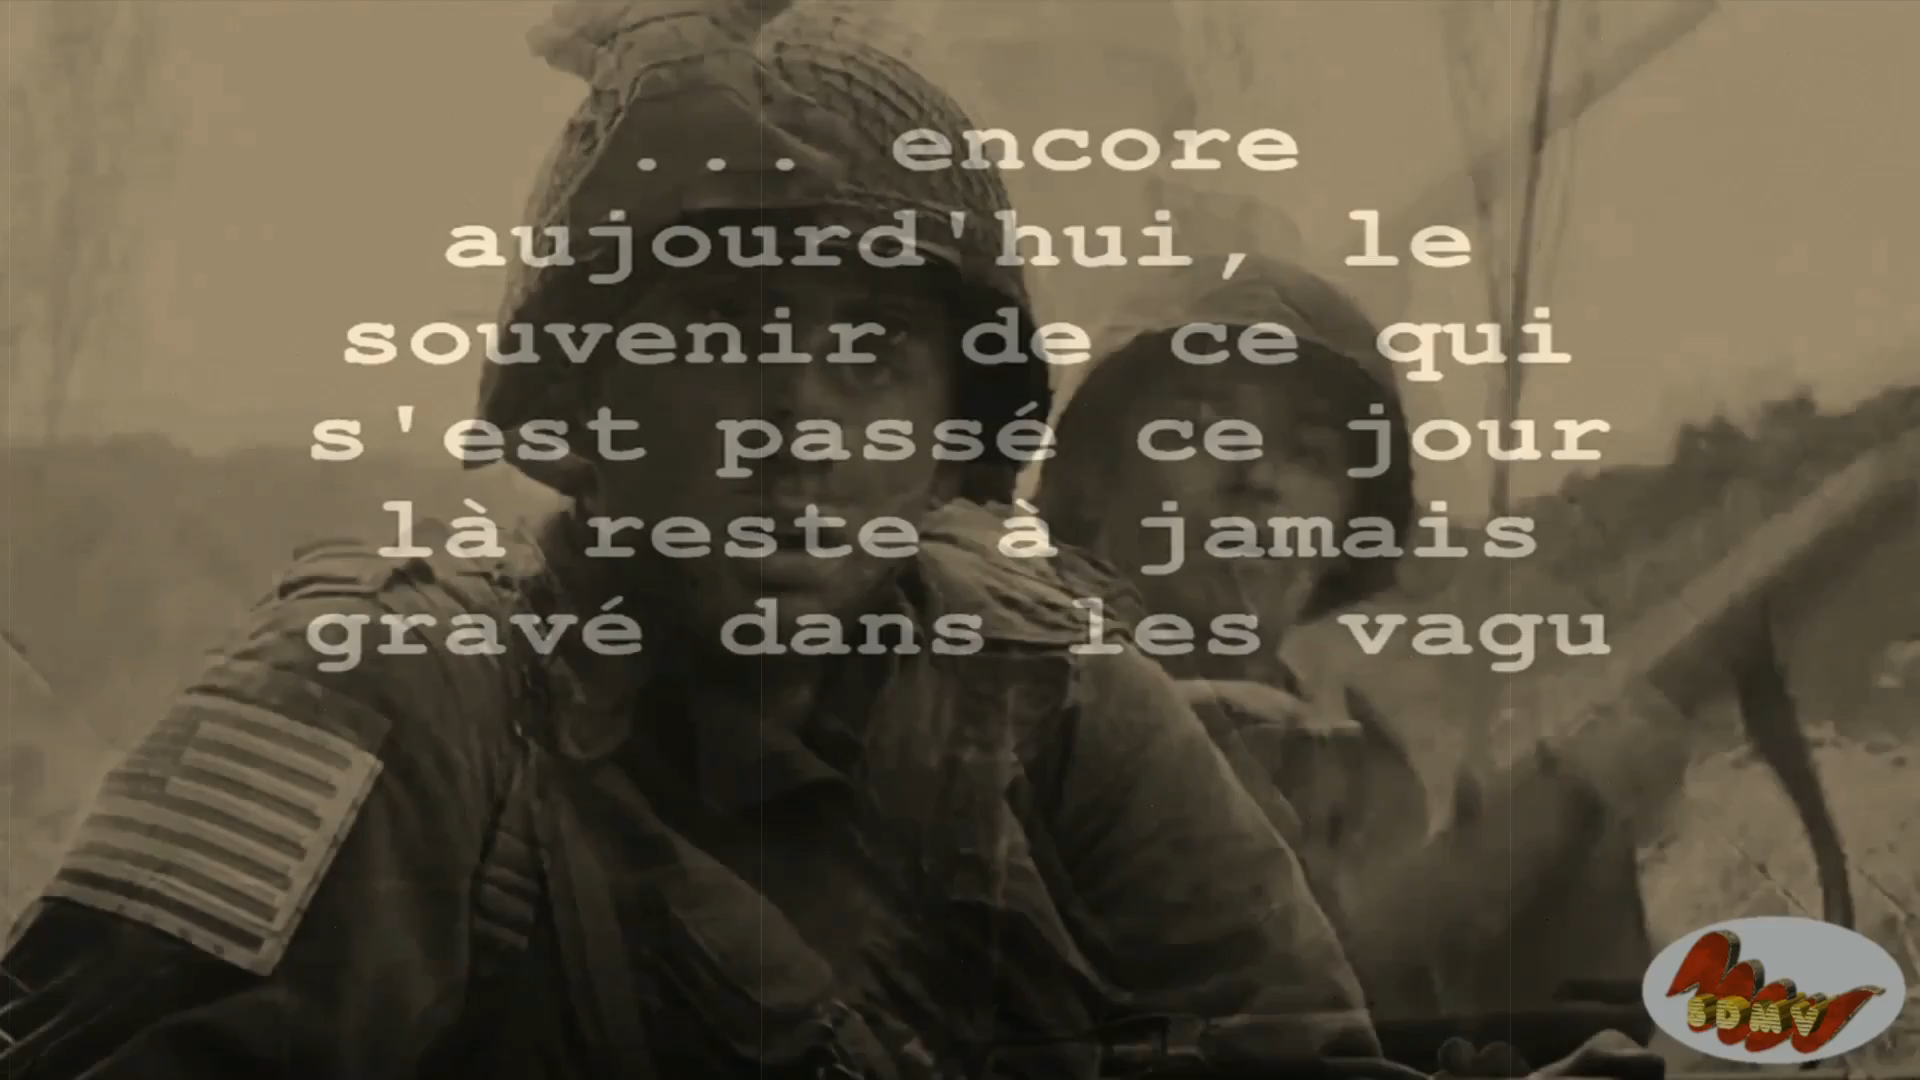 ... encore
aujourd'hui, le
souvenir de ce qui
s'est passé ce jour
là reste à jamais
gravé dans les vagu
SDMV